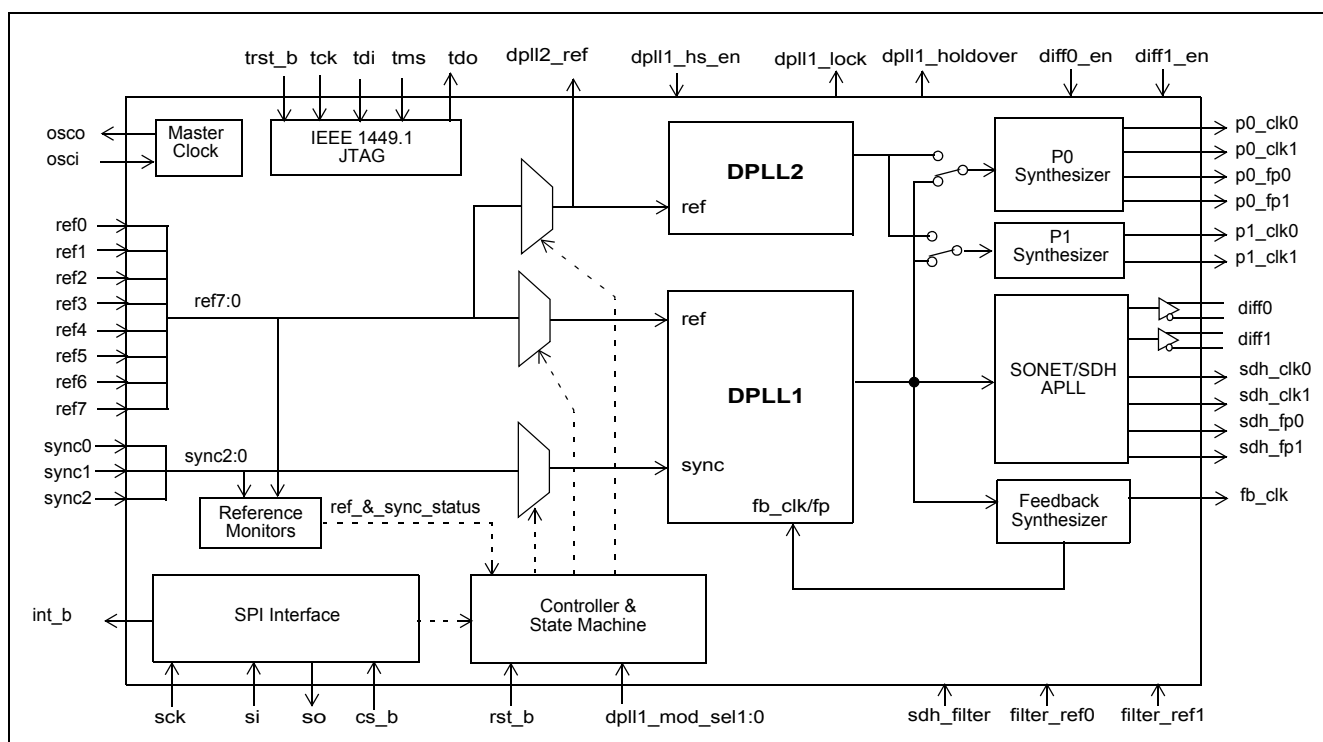 trst_b tck tdi tms tdo dpll2_ref dpll1_hs_en dpll1_lock dpll1_holdover diff0_en diff1_en
osco
osci
Master
Clock
IEEE 1449.1
JTAG
DPLL2
ref
P0
Synthesizer
p0_clk0
p0_clk1
p0_fp0
p0_fp1
P1
Synthesizer
p1_clk0
p1_clk1
ref0
ref1
ref2
ref3
ref4
ref5
ref6
ref7
ref7:0
ref
DPLL1
sync
fb_clk/fp
SONET/SDH
APLL
diff0
diff1
sdh_clk0
sdh_clk1
sdh_fp0
sdh_fp1
sync0
sync1
sync2
sync2:0
Reference
Monitors
ref_&_sync_status
Feedback
Synthesizer
fb_clk
int_b
SPI Interface
Controller &
State Machine
sck si so cs_b rst_b dpll1_mod_sel1:0 sdh_filter filter_ref0 filter_ref1